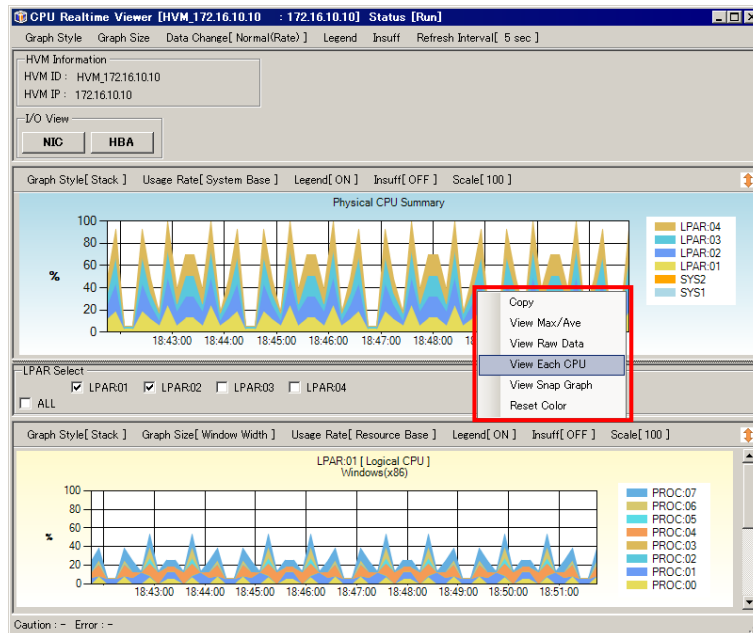 CPU Realtime Viewer [HVM_172.16.10.10 : 172.16.10.10] Status [Run]
Graph Style Graph Size Data Change[ Normal(Rate) ] Legend Insuff Refresh Interval[ 5 sec ]
HVM Information
HVM ID : HVM_172.16.10.10
HVM IP : 172.16.10.10
I/O View
NIC HBA
Graph Style[ Stack ] Usage Rate[ System Base ] Legend[ ON ] Insuff[ OFF ] Scale[ 100 ]
Physical CPU Summary
100
80
60
40
20
0
%
18:43:00 18:44:00 18:45:00 18:46:00 18:47:00 18:48:00 18
LPAR:04
LPAR:03
LPAR:02
LPAR:01
SYS2
SYS1
Copy
View Max/Ave
View Raw Data
View Each CPU
View Snap Graph
Reset Color
LPAR Select
LPAR:01 LPAR:02 LPAR:03 LPAR:04
ALL
Graph Style[ Stack ] Graph Size[ Window Width ] Usage Rate[ Resource Base ] Legend[ ON ] Insuff[ OFF ] Scale[ 100 ]
LPAR:01 [ Logical CPU ]
Windows(x86)
100
80
60
40
20
0
%
18:43:00 18:44:00 18:45:00 18:46:00 18:47:00 18:48:00 18:49:00 18:50:00 18:51:00
PROC:07
PROC:06
PROC:05
PROC:04
PROC:03
PROC:02
PROC:01
PROC:00
Caution : - Error : -